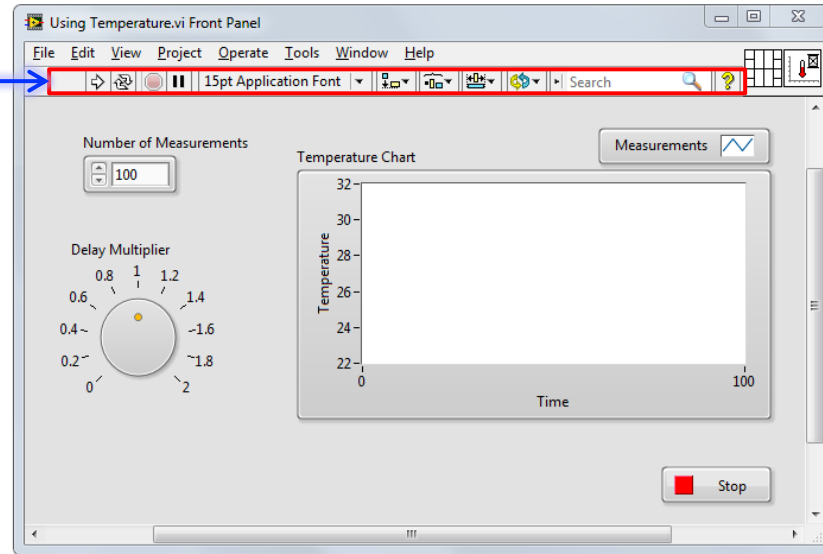 Using Temperature.vi Front Panel
File Edit View Project Operate Tools Window Help
15pt Application Font Search ?
Number of Measurements
100
Temperature Chart
Measurements
Delay Multiplier
0 0.2 0.4 0.6 0.8 1 1.2 1.4 1.6 1.8 2
Temperature
32
30
28
26
24
22
0 100
Time
Stop